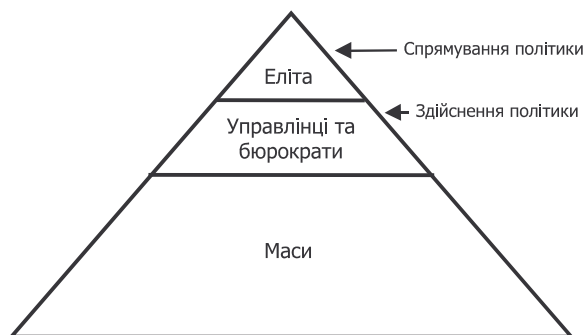 Спрямування політики
Еліта
Здійснення політики
Управлінці та
бюрократи
Маси